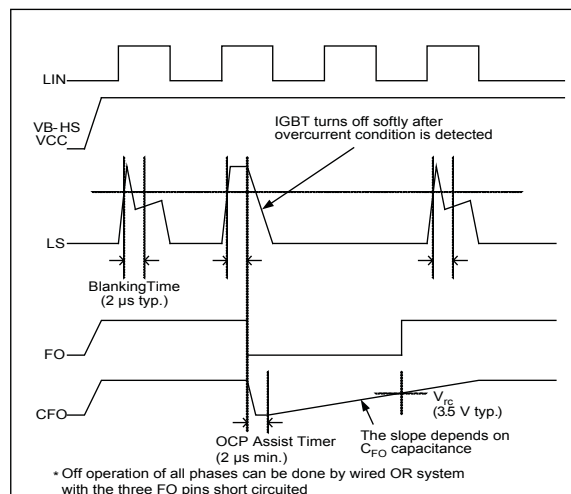 LIN
VB-HS
VCC
IGBT turns off softly after
overcurrent condition is detected
LS
BlankingTime
(2 µs typ.)
FO
CFO
Vrc
(3.5 V typ.)
OCP Assist Timer
(2 µs min.)
The slope depends on
CFO capacitance
* Off operation of all phases can be done by wired OR system
with the three FO pins short circuited